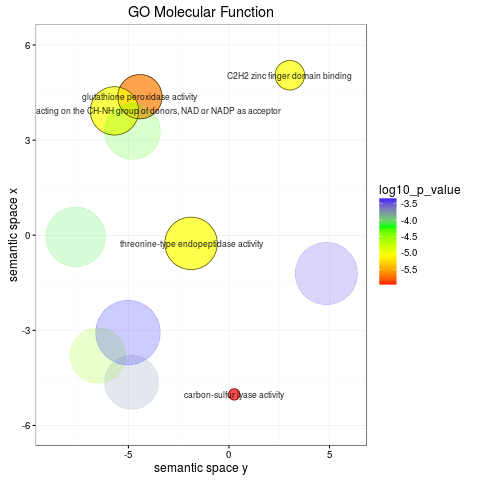 GO Molecular Function
6
C2H2 zinc finger domain binding
glutathione peroxidase activity
acting on the CH-NH group of donors, NAD or NADP as acceptor
3
log10_p_value
-3.5
-4.0
-4.5
-5.0
-5.5
semantic space x
0
threonine-type endopeptidase activity
-3
carbon-sulfur lyase activity
-6
-5
0
5
semantic space y